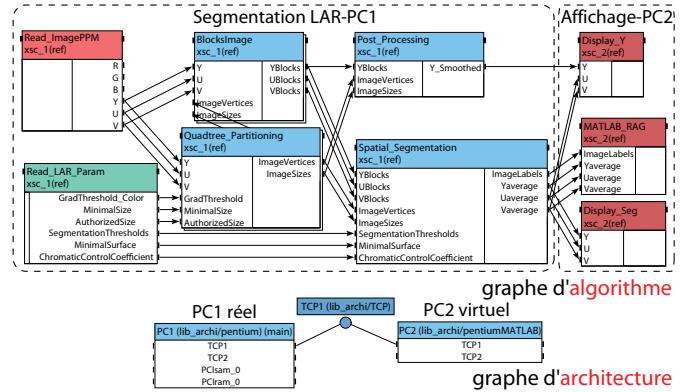 Segmentation LAR-PC1
Affichage-PC2
Read_ImagePPM
xsc_1(ref)
R
G
B
Y
U
V
BlocksImage
xsc_1(ref)
Y
U
V
ImageVertices
ImageSizes
YBlocks
UBlocks
VBlocks
Post_Processing
xsc_1(ref)
YBlocks
ImageVertices
ImageSizes
Y_Smoothed
Display_Y
xsc_2(ref)
Y
U
V
Quadtree_Partitioning
xsc_1(ref)
Y
U
V
GradThreshold
MinimalSize
AuthorizedSize
ImageVertices
ImageSizes
Read_LAR_Param
xsc_1(ref)
GradThreshold_Color
MinimalSize
AuthorizedSize
SegmentationThresholds
MinimalSurface
ChromaticControlCoefficient
Spatial_Segmentation
xsc_1(ref)
YBlocks
UBlocks
VBlocks
ImageVertices
ImageSizes
SegmentationThresholds
MinimalSurface
ChromaticControlCoefficient
ImageLabels
Yaverage
Uaverage
Vaverage
MATLAB_RAG
xsc_2(ref)
ImageLabels
Yaverage
Uaverage
Vaverage
Display_Seg
xsc_2(ref)
Y
U
V
graphe d'algorithme
PC1 réel
TCP1 (lib_archi/TCP)
PC2 virtuel
PC1 (lib_archi/pentium) (main)
TCP1
TCP2
PCIsam_0
PCIram_0
PC2 (lib_archi/pentiumMATLAB)
TCP1
TCP2
graphe d'architecture